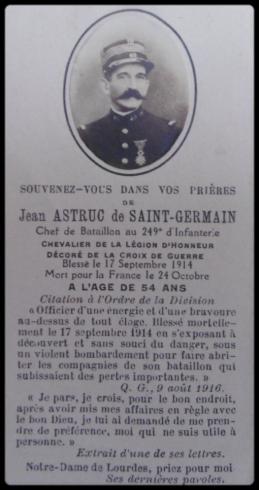 SOUVENEZ-VOUS DANS VOS PRIÈRES
DE
Jean ASTRUC de SAINT-GERMAIN
Chef de Bataillon au 249e d'Infanterie
CHEVALIER DE LA LÉGION D'HONNEUR
DÉCORÉ DE LA CROIX DE GUERRE
Blessé le 17 Septembre 1914
Mort pour la France le 24 Octobre
A L'AGE DE 54 ANS
Citation à l'Ordre de la Division
« Officier d'une énergie et d'une bravoure
au-dessus de tout éloge. Blessé mortelle-
ment le 17 septembre 1914 en s'exposant à
découvert et sans souci du danger, sous
un violent bombardement pour faire abri-
ter les compagnies de son bataillon qui
subissaient des pertes importantes. »
Q. G., 9 août 1916.
« Je pars, je crois, pour le bon endroit,
après avoir mis mes affaires en règle avec
le bon Dieu, je lui ai demandé de me pren-
dre de préférence, moi qui ne suis utile à
personne. »
Extrait d'une de ses lettres.
Notre-Dame de Lourdes, priez pour moi
Ses dernières paroles.